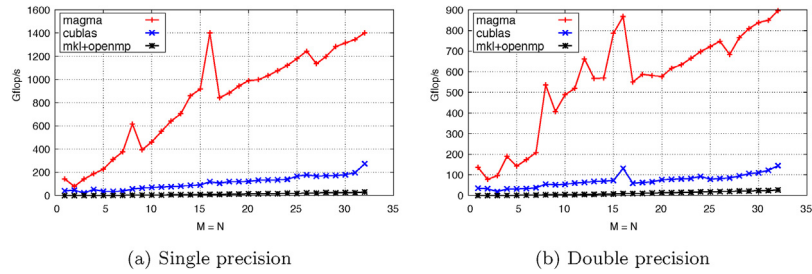 magma
cublas
mkl+openmp
Gflop/s
1400
1200
1000
800
600
400
200
0
0 5 10 15 20 25 30 35
M = N
(a) Single precision
magma
cublas
mkl+openmp
Gflop/s
900
800
700
600
500
400
300
200
100
0
0 5 10 15 20 25 30 35
M = N
(b) Double precision